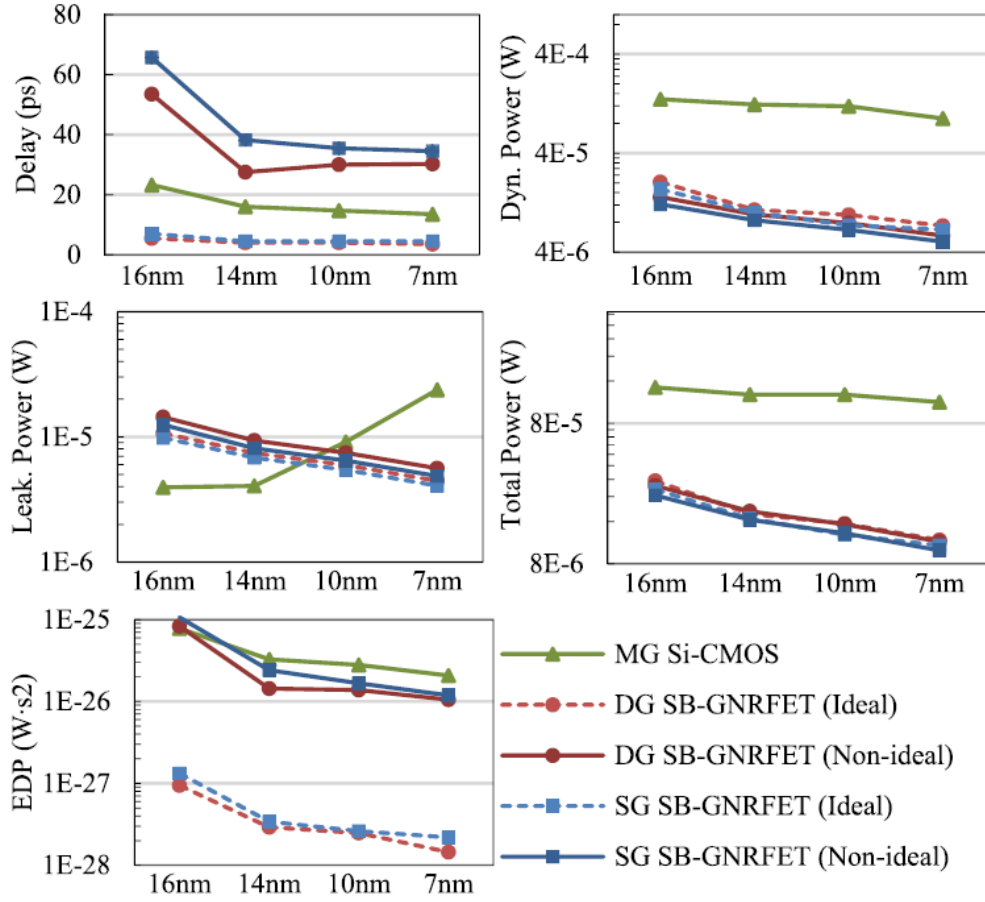 Delay (ps)
80
60
40
20
0
16nm 14nm 10nm 7nm
Dyn. Power (W)
4E-4
4E-5
4E-6
16nm 14nm 10nm 7nm
Leak. Power (W)
1E-4
1E-5
1E-6
16nm 14nm 10nm 7nm
Total Power (W)
8E-5
8E-6
16nm 14nm 10nm 7nm
EDP (W·s2)
1E-25
1E-26
1E-27
1E-28
16nm 14nm 10nm 7nm
MG Si-CMOS
DG SB-GNRFET (Ideal)
DG SB-GNRFET (Non-ideal)
SG SB-GNRFET (Ideal)
SG SB-GNRFET (Non-ideal)